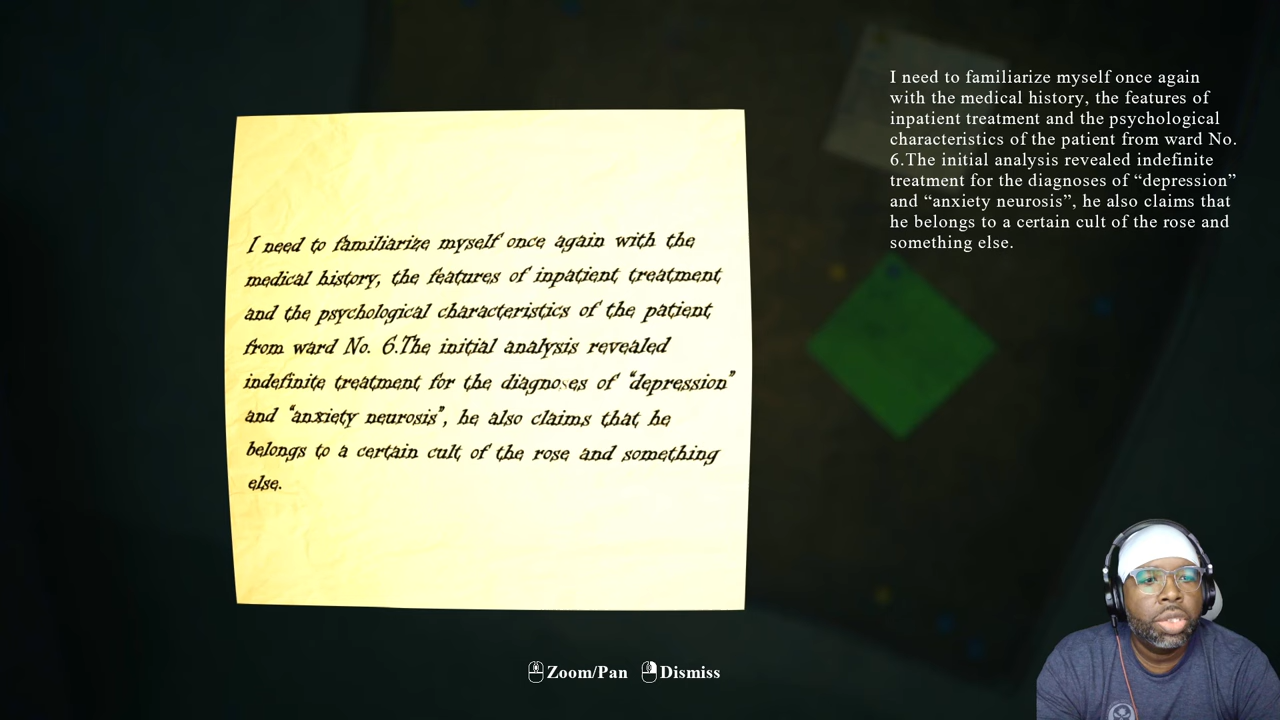 I need to familiarize myself once again with the
medical history, the features of inpatient treatment
and the psychological characteristics of the patient
from ward No. 6.The initial analysis revealed
indefinite treatment for the diagnoses of “depression”
and “anxiety neurosis”, he also claims that he
belongs to a certain cult of the rose and something
else.
I need to familiarize myself once again
with the medical history, the features of
inpatient treatment and the psychological
characteristics of the patient from ward No.
6.The initial analysis revealed indefinite
treatment for the diagnoses of “depression”
and “anxiety neurosis”, he also claims that
he belongs to a certain cult of the rose and
something else.
Zoom/Pan Dismiss